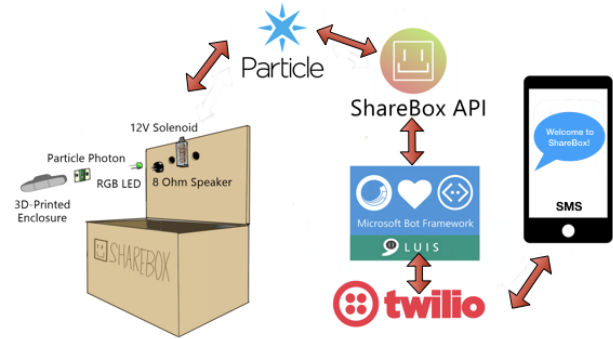 Particle
ShareBox API
12V Solenoid
Particle Photon
RGB LED
8 Ohm Speaker
3D-Printed
Enclosure
SHAREBOX
Microsoft Bot Framework
LUIS
twilio
Welcome to
ShareBox!
SMS